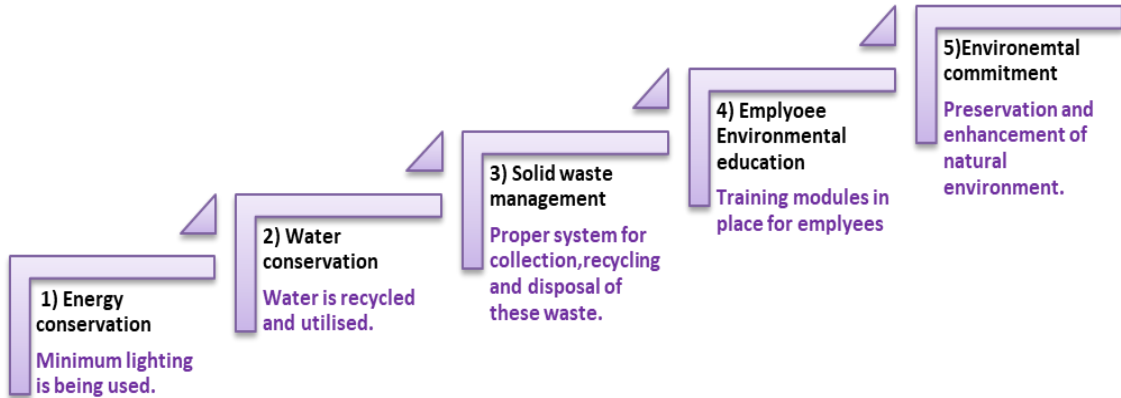 1) Energy
conservation
Minimum lighting
is being used.
2) Water
conservation
Water is recycled
and utilised.
3) Solid waste
management
Proper system for
collection,recycling
and disposal of
these waste.
4) Emplyoee
Environmental
education
Training modules in
place for emplyees
5)Environemtal
commitment
Preservation and
enhancement of
natural
environment.